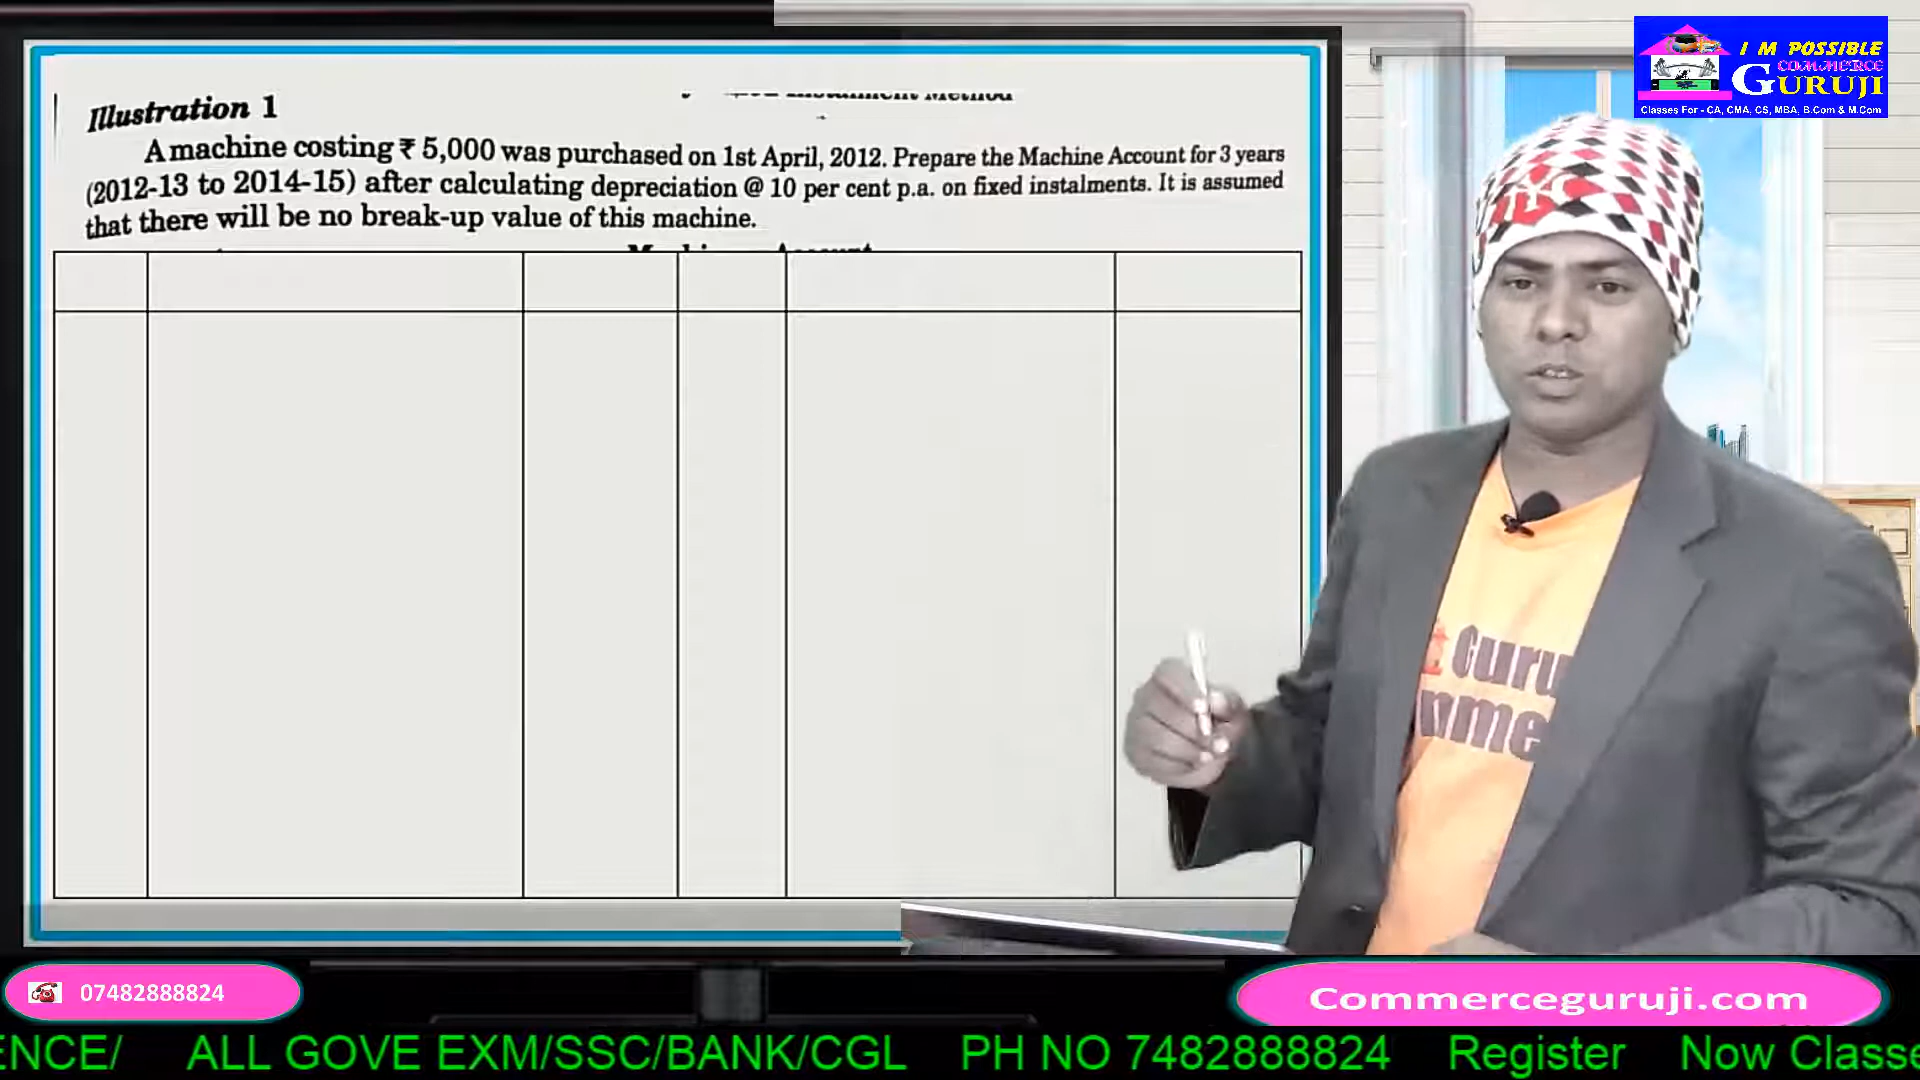 Illustration 1
A machine costing ₹ 5,000 was purchased on 1st April, 2012. Prepare the Machine Account for 3 years
(2012-13 to 2014-15) after calculating depreciation @ 10 per cent p.a. on fixed instalments. It is assumed
that there will be no break-up value of this machine.
I M POSSIBLE
COMMERCE
GURUJI
Classes For - CA, CMA, CS, MBA, B.Com & M.Com
Guru
07482888824
Commerceguruji.com
ENCE/ ALL GOVE EXM/SSC/BANK/CGL PH NO 7482888824 Register Now Classe